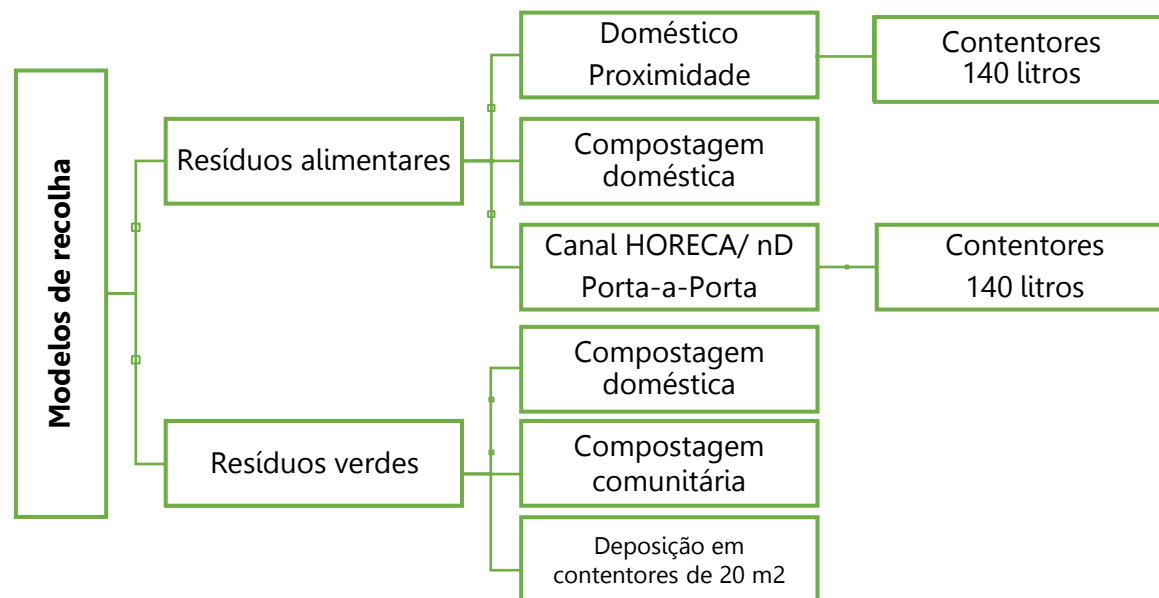 Modelos de recolha
Resíduos alimentares
Doméstico
Proximidade
Contentores
140 litros
Compostagem
doméstica
Canal HORECA/ nD
Porta-a-Porta
Contentores
140 litros
Resíduos verdes
Compostagem
doméstica
Compostagem
comunitária
Deposição em
contentores de 20 m2